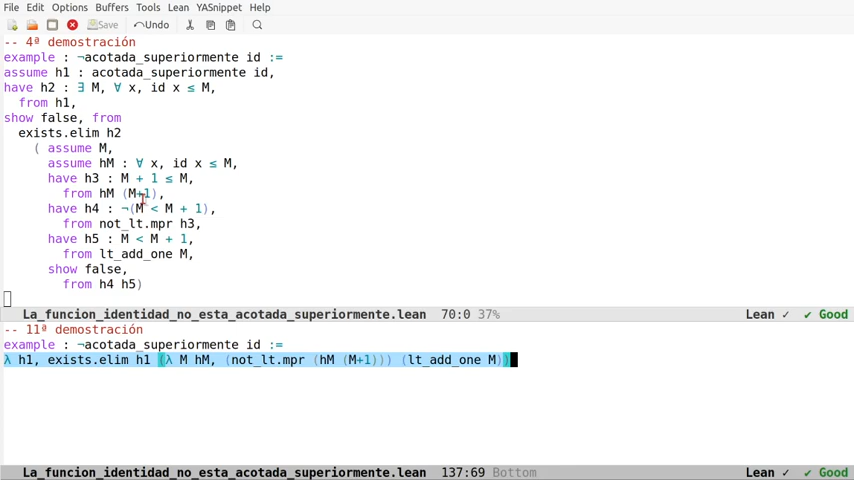 File Edit Options Buffers Tools Lean YASnippet Help
Save Undo
-- 4ª demostración
example : ¬acotada_superiormente id :=
assume h1 : acotada_superiormente id,
have h2 : ∃ M, ∀ x, id x ≤ M,
  from h1,
show false, from
  exists.elim h2
    ( assume M,
      assume hM : ∀ x, id x ≤ M,
      have h3 : M + 1 ≤ M,
        from hM (M+1),
      have h4 : ¬(M < M + 1),
        from not_lt.mpr h3,
      have h5 : M < M + 1,
        from lt_add_one M,
      show false,
        from h4 h5)
La_funcion_identidad_no_esta_acotada_superiormente.lean 70:0 37% Lean ✓ ✓ Good
-- 11ª demostración
example : ¬acotada_superiormente id :=
λ h1, exists.elim h1 (λ M hM, (not_lt.mpr (hM (M+1))) (lt_add_one M))
La_funcion_identidad_no_esta_acotada_superiormente.lean 137:69 Bottom Lean ✓ ✓ Good